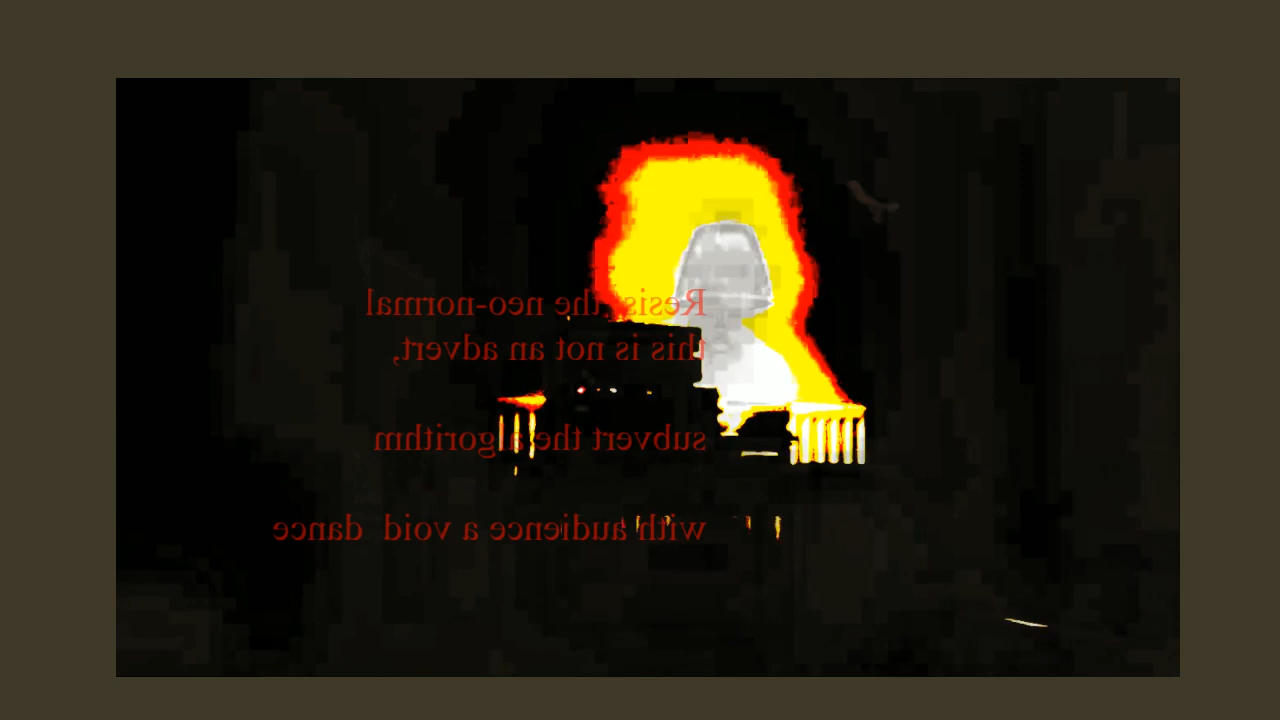 Resist the neo-normal
this is not an advert,
subvert the algorithm
with audience a void dance